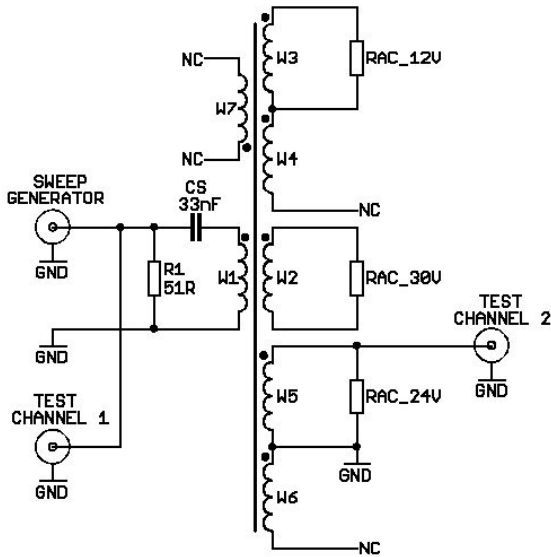 NC
W3
RAC_12V
W7
NC
W4
SWEEP
GENERATOR
CS
33nF
NC
GND
R1
51R
W1
W2
RAC_30V
TEST
CHANNEL 2
GND
GND
TEST
CHANNEL 1
W5
RAC_24V
GND
GND
W6
NC